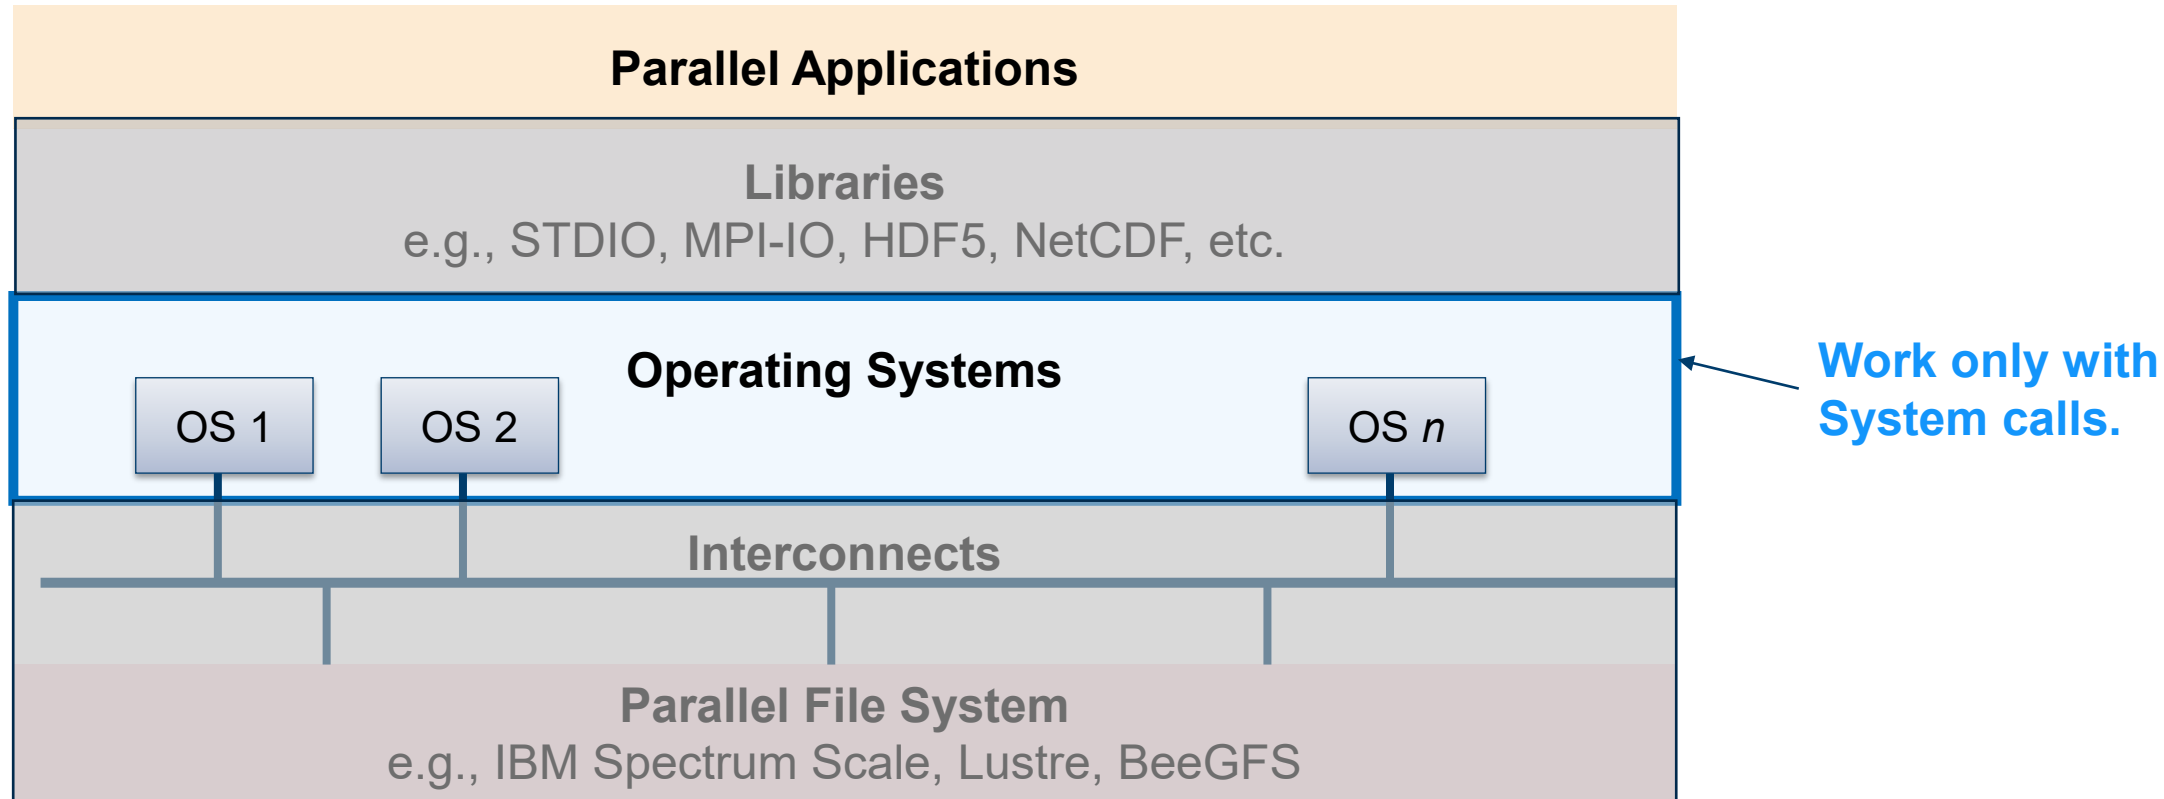 Parallel Applications
Libraries
e.g., STDIO, MPI-IO, HDF5, NetCDF, etc.
Operating Systems
OS 1
OS 2
OS n
Work only with
System calls.
Interconnects
Parallel File System
e.g., IBM Spectrum Scale, Lustre, BeeGFS